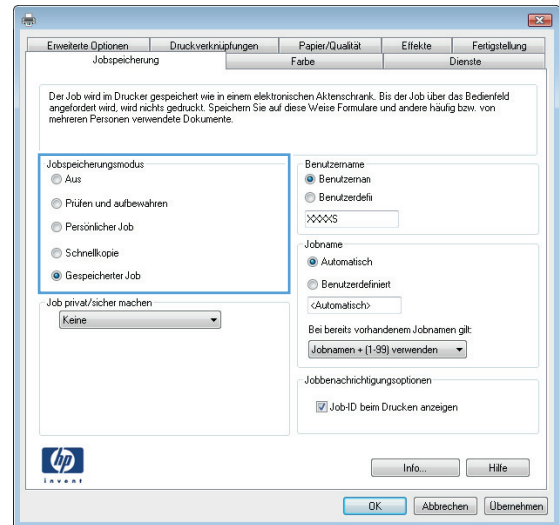 Erweiterte Optionen
Druckverknüpfungen
Papier/Qualität
Effekte
Fertigstellung
Jobspeicherung
Farbe
Dienste
Der Job wird im Drucker gespeichert wie in einem elektronischen Aktenschrank. Bis der Job über das Bedienfeld
angefordert wird, wird nichts gedruckt. Speichern Sie auf diese Weise Formulare und andere häufig bzw. von
mehreren Personen verwendete Dokumente.
Jobspeicherungsmodus
Aus
Prüfen und aufbewahren
Persönlicher Job
Schnellkopie
Gespeicherter Job
Job privat/sicher machen
Keine
Benutzername
Benutzernan
Benutzerdefii
XXXXS
Jobname
Automatisch
Benutzerdefiniert
<Automatisch>
Bei bereits vorhandenem Jobnamen gilt:
Jobnamen + (1-99) verwenden
Jobbenachrichtigungsoptionen
Job-ID beim Drucken anzeigen
hp
invent
Info...
Hilfe
OK
Abbrechen
Übernehmen